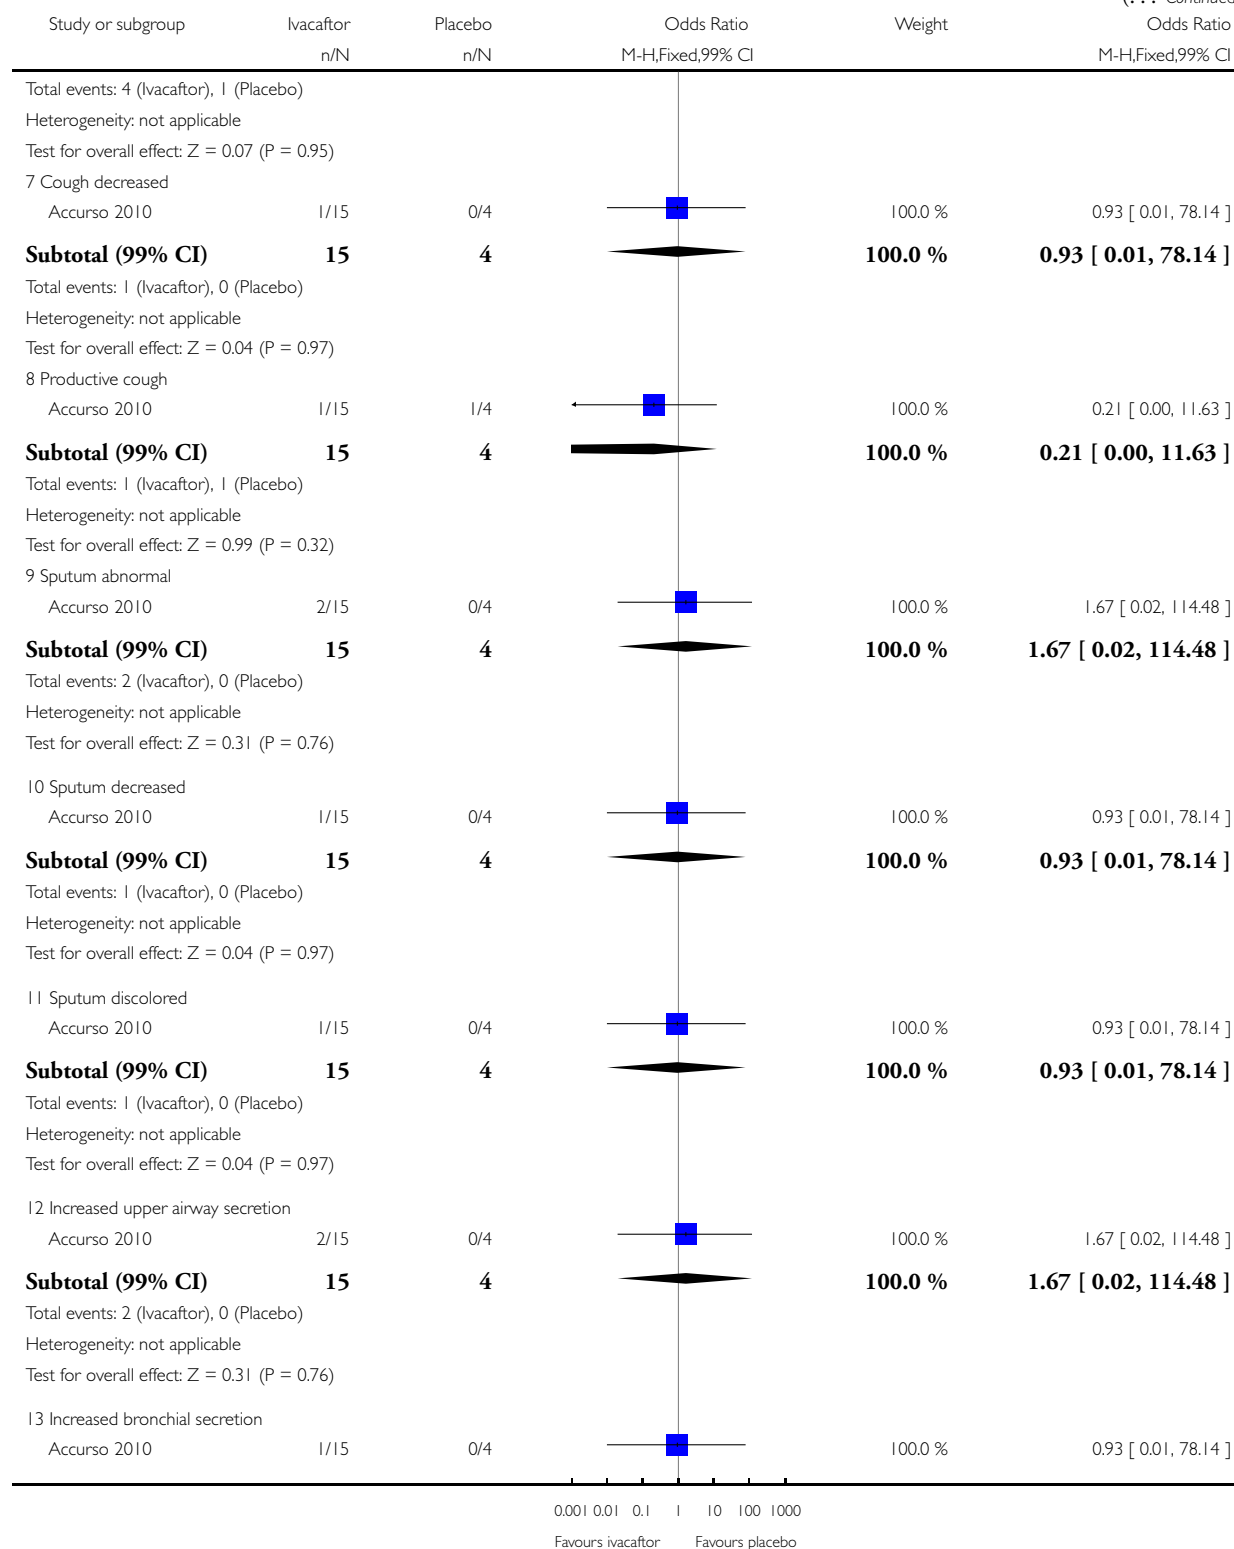 (. . . Continued
Study or subgroup Ivacaftor Placebo Odds Ratio Weight Odds Ratio
n/N n/N M-H,Fixed,99% CI M-H,Fixed,99% CI
Total events: 4 (Ivacaftor), 1 (Placebo)
Heterogeneity: not applicable
Test for overall effect: Z = 0.07 (P = 0.95)
7 Cough decreased
Accurso 2010 1/15 0/4 100.0 % 0.93 [ 0.01, 78.14 ]
Subtotal (99% CI) 15 4 100.0 % 0.93 [ 0.01, 78.14 ]
Total events: 1 (Ivacaftor), 0 (Placebo)
Heterogeneity: not applicable
Test for overall effect: Z = 0.04 (P = 0.97)
8 Productive cough
Accurso 2010 1/15 1/4 100.0 % 0.21 [ 0.00, 11.63 ]
Subtotal (99% CI) 15 4 100.0 % 0.21 [ 0.00, 11.63 ]
Total events: 1 (Ivacaftor), 1 (Placebo)
Heterogeneity: not applicable
Test for overall effect: Z = 0.99 (P = 0.32)
9 Sputum abnormal
Accurso 2010 2/15 0/4 100.0 % 1.67 [ 0.02, 114.48 ]
Subtotal (99% CI) 15 4 100.0 % 1.67 [ 0.02, 114.48 ]
Total events: 2 (Ivacaftor), 0 (Placebo)
Heterogeneity: not applicable
Test for overall effect: Z = 0.31 (P = 0.76)
10 Sputum decreased
Accurso 2010 1/15 0/4 100.0 % 0.93 [ 0.01, 78.14 ]
Subtotal (99% CI) 15 4 100.0 % 0.93 [ 0.01, 78.14 ]
Total events: 1 (Ivacaftor), 0 (Placebo)
Heterogeneity: not applicable
Test for overall effect: Z = 0.04 (P = 0.97)
11 Sputum discolored
Accurso 2010 1/15 0/4 100.0 % 0.93 [ 0.01, 78.14 ]
Subtotal (99% CI) 15 4 100.0 % 0.93 [ 0.01, 78.14 ]
Total events: 1 (Ivacaftor), 0 (Placebo)
Heterogeneity: not applicable
Test for overall effect: Z = 0.04 (P = 0.97)
12 Increased upper airway secretion
Accurso 2010 2/15 0/4 100.0 % 1.67 [ 0.02, 114.48 ]
Subtotal (99% CI) 15 4 100.0 % 1.67 [ 0.02, 114.48 ]
Total events: 2 (Ivacaftor), 0 (Placebo)
Heterogeneity: not applicable
Test for overall effect: Z = 0.31 (P = 0.76)
13 Increased bronchial secretion
Accurso 2010 1/15 0/4 100.0 % 0.93 [ 0.01, 78.14 ]
0.001 0.01 0.1 1 10 100 1000
Favours ivacaftor Favours placebo